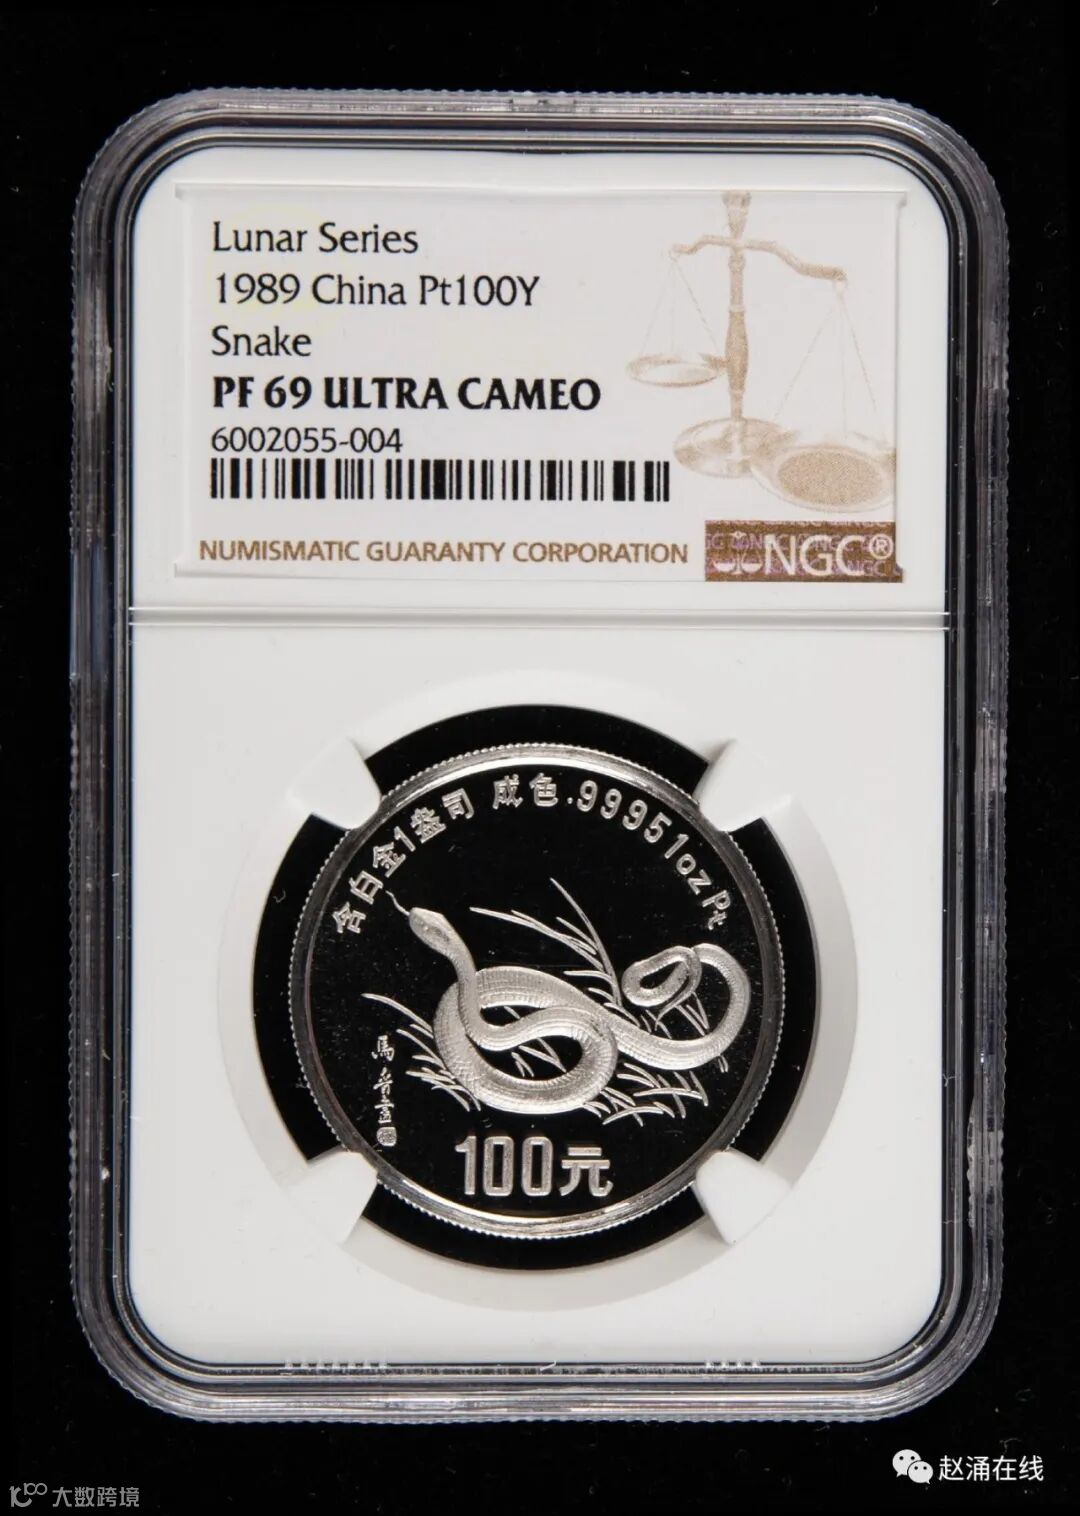 Lunar Series
1989 China Pt100Y
Snake
PF 69 ULTRA CAMEO
6002055-004
NUMISMATIC GUARANTY CORPORATION
NGC®
含白金1盎司 成色.9995 1oz Pt
馬晉画
100元
赵涌在线
大数跨境